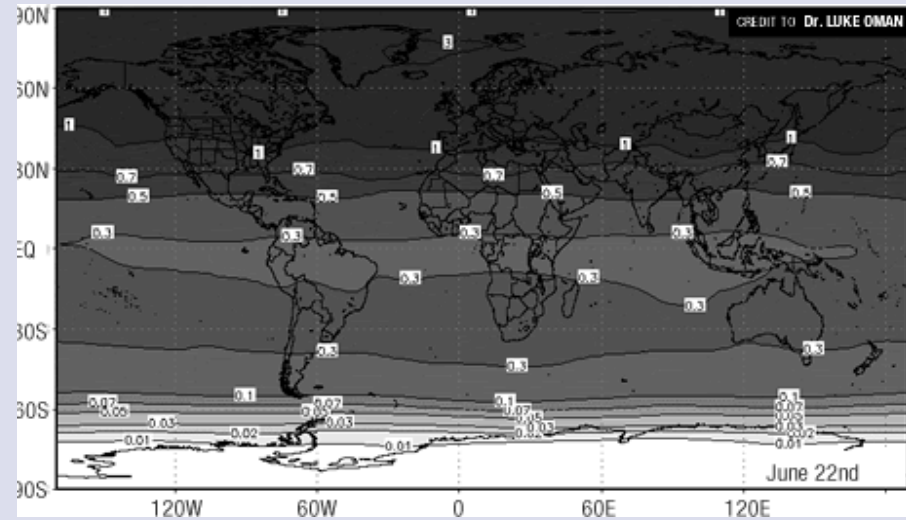 90N
CREDIT TO Dr. LUKE OMAN
3
60N
1 1 1 1 1
30N
0.7 0.7 0.7 0.7
0.5 0.5 0.5 0.5
0.3 0.3 0.3 0.3
EQ
0.3 0.3 0.3
30S
0.3 0.3 0.3
0.1 0.1 0.1
0.07 0.07 0.07 0.07
60S
0.05 0.05 0.05 0.05
0.03 0.03 0.03 0.03
0.02 0.02
0.01 0.01 0.01
June 22nd
90S
120W 60W 0 60E 120E